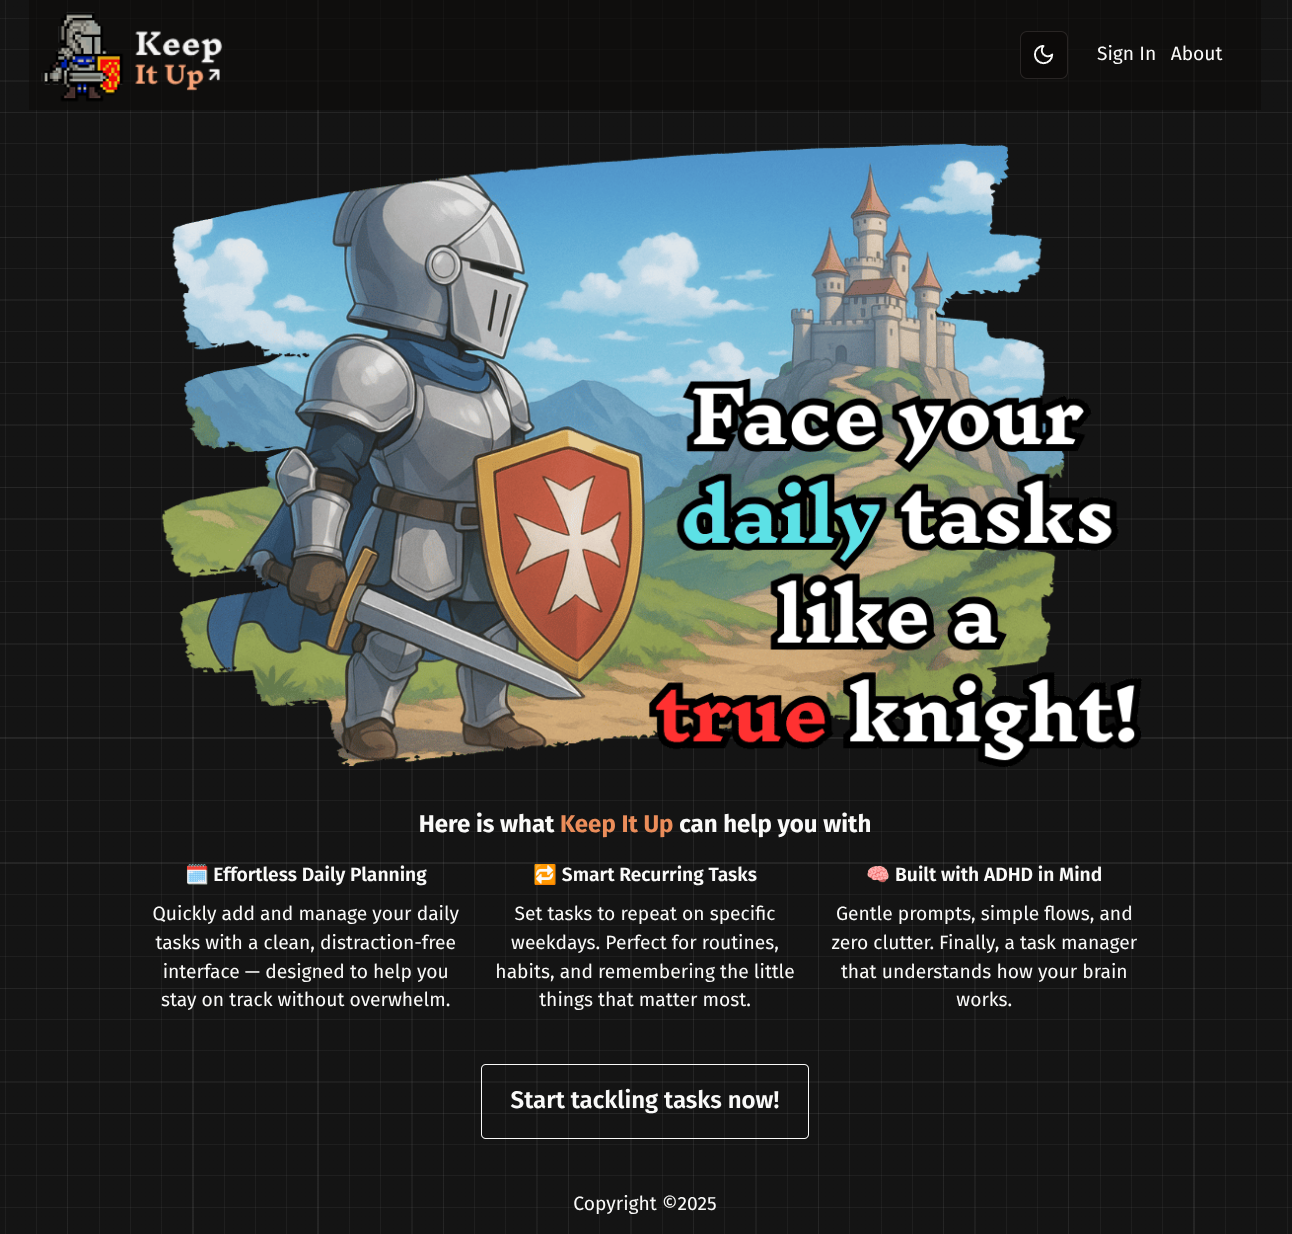 Keep
It Up
Sign In About
Face your
daily tasks
like a
true knight!
Here is what Keep It Up can help you with
🗓️ Effortless Daily Planning
Quickly add and manage your daily
tasks with a clean, distraction-free
interface — designed to help you
stay on track without overwhelm.
🔁 Smart Recurring Tasks
Set tasks to repeat on specific
weekdays. Perfect for routines,
habits, and remembering the little
things that matter most.
🧠 Built with ADHD in Mind
Gentle prompts, simple flows, and
zero clutter. Finally, a task manager
that understands how your brain
works.
Start tackling tasks now!
Copyright ©2025